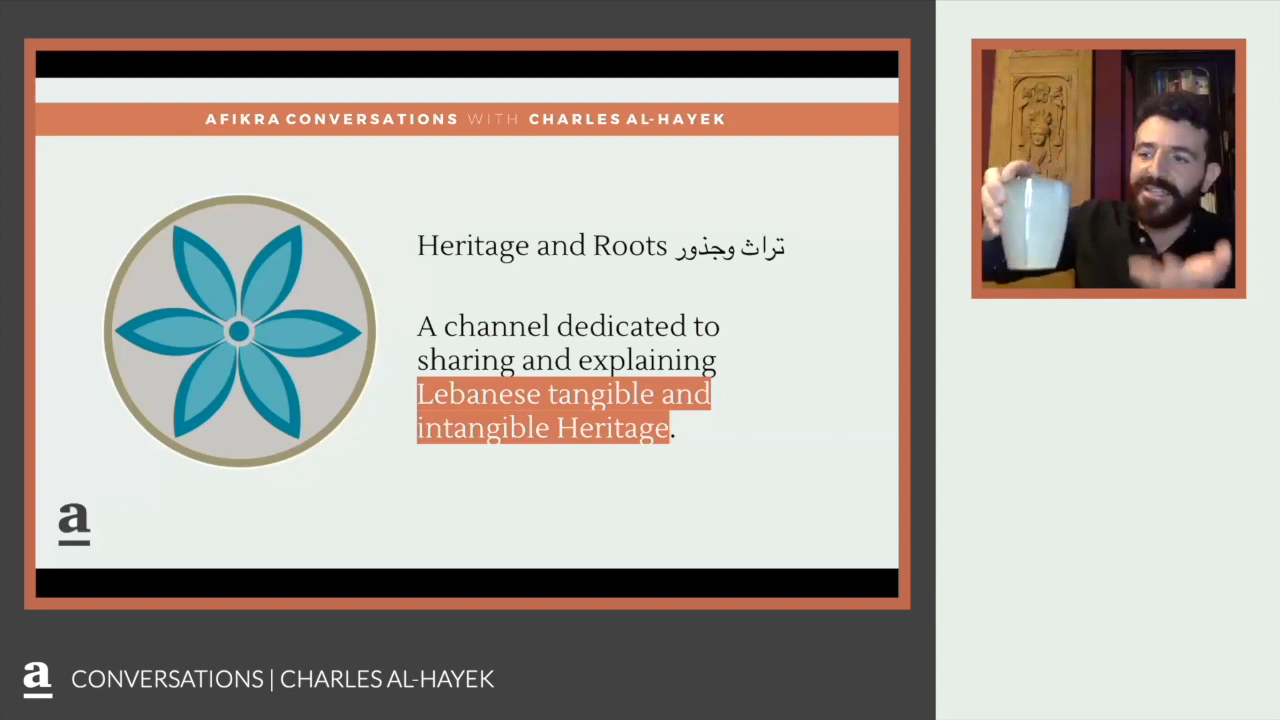 AFIKRA CONVERSATIONS WITH CHARLES AL-HAYEK
Heritage and Roots تراث وجذور
A channel dedicated to
sharing and explaining
Lebanese tangible and
intangible Heritage.
a
a CONVERSATIONS | CHARLES AL-HAYEK